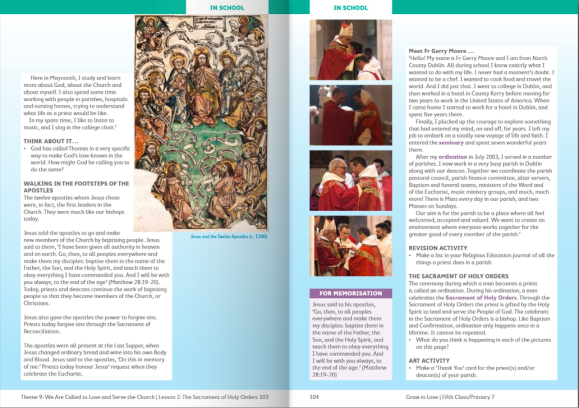 IN SCHOOL
Here in Maynooth, I study and learn
more about God, about the Church and
about myself. I also spend some time
working with people in parishes, hospitals
and nursing homes, trying to understand
what life as a priest would be like.
In my spare time, I like to listen to
music, and I sing in the college choir.'
THINK ABOUT IT...
• God has called Thomas in a very specific
way to make God's love known in the
world. How might God be calling you to
do the same?
WALKING IN THE FOOTSTEPS OF THE
APOSTLES
The twelve apostles whom Jesus chose
were, in fact, the first leaders in the
Church. They were much like our bishops
today.
Jesus told the apostles to go and make
new members of the Church by baptising people. Jesus
said to them, 'I have been given all authority in heaven
and on earth. Go, then, to all peoples everywhere and
make them my disciples: baptise them in the name of the
Father, the Son, and the Holy Spirit, and teach them to
obey everything I have commanded you. And I will be with
you always, to the end of the age' (Matthew 28:19-20).
Today, priests and deacons continue the work of baptising
people so that they become members of the Church, or
Christians.
Jesus also gave the apostles the power to forgive sins.
Priests today forgive sins through the Sacrament of
Reconciliation.
The apostles were all present at the Last Supper, when
Jesus changed ordinary bread and wine into his own Body
and Blood. Jesus said to the apostles, 'Do this in memory
of me.' Priests today honour Jesus' request when they
celebrate the Eucharist.
Jesus and the Twelve Apostles
Theme 9: We Are Called to Love and Serve the Church | Lesson 2: The Sacrament of Holy Orders 103
IN SCHOOL
FOR MEMORISATION
Jesus said to his apostles,
'Go, then, to all peoples
everywhere and make them
my disciples: baptise them in
the name of the Father, the
Son, and the Holy Spirit, and
teach them to obey everything
I have commanded you. And
I will be with you always, to
the end of the age.' (Matthew
28:19-20)
Meet Fr Gerry Moore ...
'Hello! My name is Fr Gerry Moore and I am from North
County Dublin. All during school I knew exactly what I
wanted to do with my life. I never had a moment's doubt. I
wanted to be a chef. I wanted to cook food and travel the
world. And I did just that. I went to college in Dublin, and
then worked in a hotel in County Kerry before moving for
two years to work in the United States of America. When
I came home I started to work for a hotel in Dublin, and
spent five years there.
Finally, I plucked up the courage to explore something
that had entered my mind, on and off, for years. I left my
job to embark on a totally new voyage of life and faith. I
entered the seminary and spent seven wonderful years
there.
After my ordination in July 2003, I served in a number
of parishes. I now work in a very busy parish in Dublin
along with our deacon. Together we coordinate the parish
pastoral council, parish finance committee, altar servers,
Baptism and funeral teams, ministers of the Word and
of the Eucharist, music ministry groups, and much, much
more! There is Mass every day in our parish, and two
Masses on Sundays.
Our aim is for the parish to be a place where all feel
welcomed, accepted and valued. We want to create an
environment where everyone works together for the
greater good of every member of the parish.'
REVISION ACTIVITY
• Make a list in your Religious Education journal of all the
things a priest does in a parish.
THE SACRAMENT OF HOLY ORDERS
The ceremony during which a man becomes a priest
is called an ordination. During his ordination, a man
celebrates the Sacrament of Holy Orders. Through the
Sacrament of Holy Orders the priest is gifted by the Holy
Spirit to lead and serve the People of God. The celebrant
in the Sacrament of Holy Orders is a bishop. Like Baptism
and Confirmation, ordination only happens once in a
lifetime. It cannot be repeated.
• What do you think is happening in each of the pictures
on this page?
ART ACTIVITY
• Make a 'Thank You' card for the priest(s) and/or
deacon(s) of your parish.
104
Grow in Love | Fifth Class/Primary 7